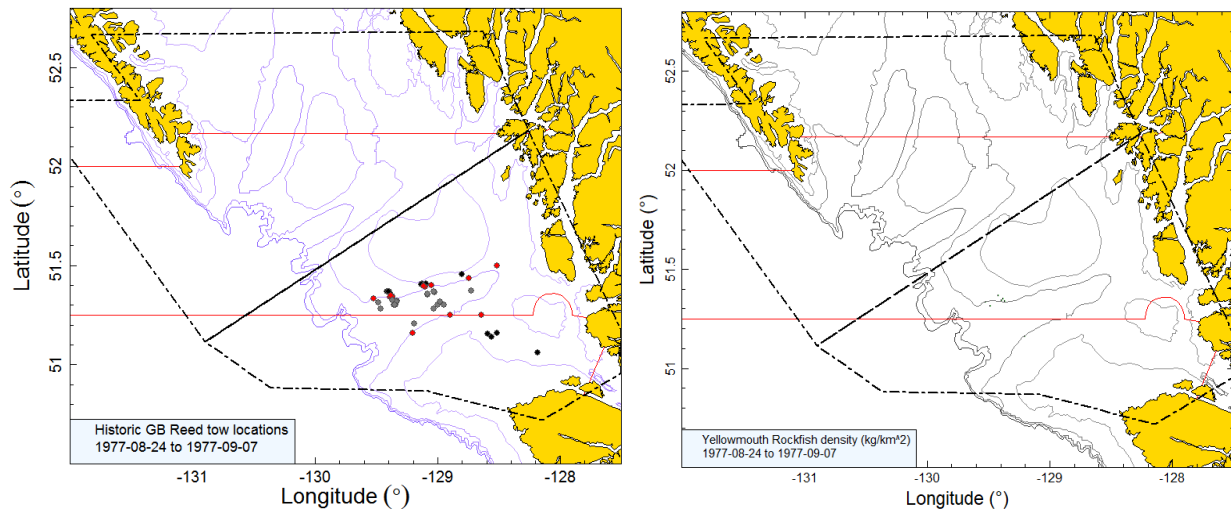 52.5
52
51.5
51
Latitude (°)
Historic GB Reed tow locations
1977-08-24 to 1977-09-07
-131
-130
-129
-128
Longitude (°)
52.5
52
51.5
51
Latitude (°)
Yellowmouth Rockfish density (kg/km^2)
1977-08-24 to 1977-09-07
-131
-130
-129
-128
Longitude (°)